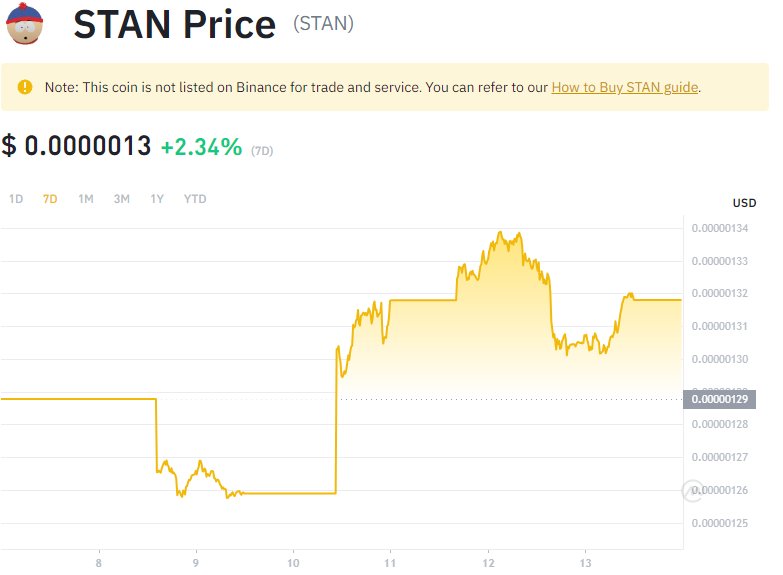 STAN Price (STAN)
Note: This coin is not listed on Binance for trade and service. You can refer to our How to Buy STAN guide.
$ 0.0000013 +2.34% (7D)
1D 7D 1M 3M 1Y YTD
USD
0.00000134
0.00000133
0.00000132
0.00000131
0.00000130
0.00000129
0.00000128
0.00000127
0.00000126
0.00000125
8 9 10 11 12 13